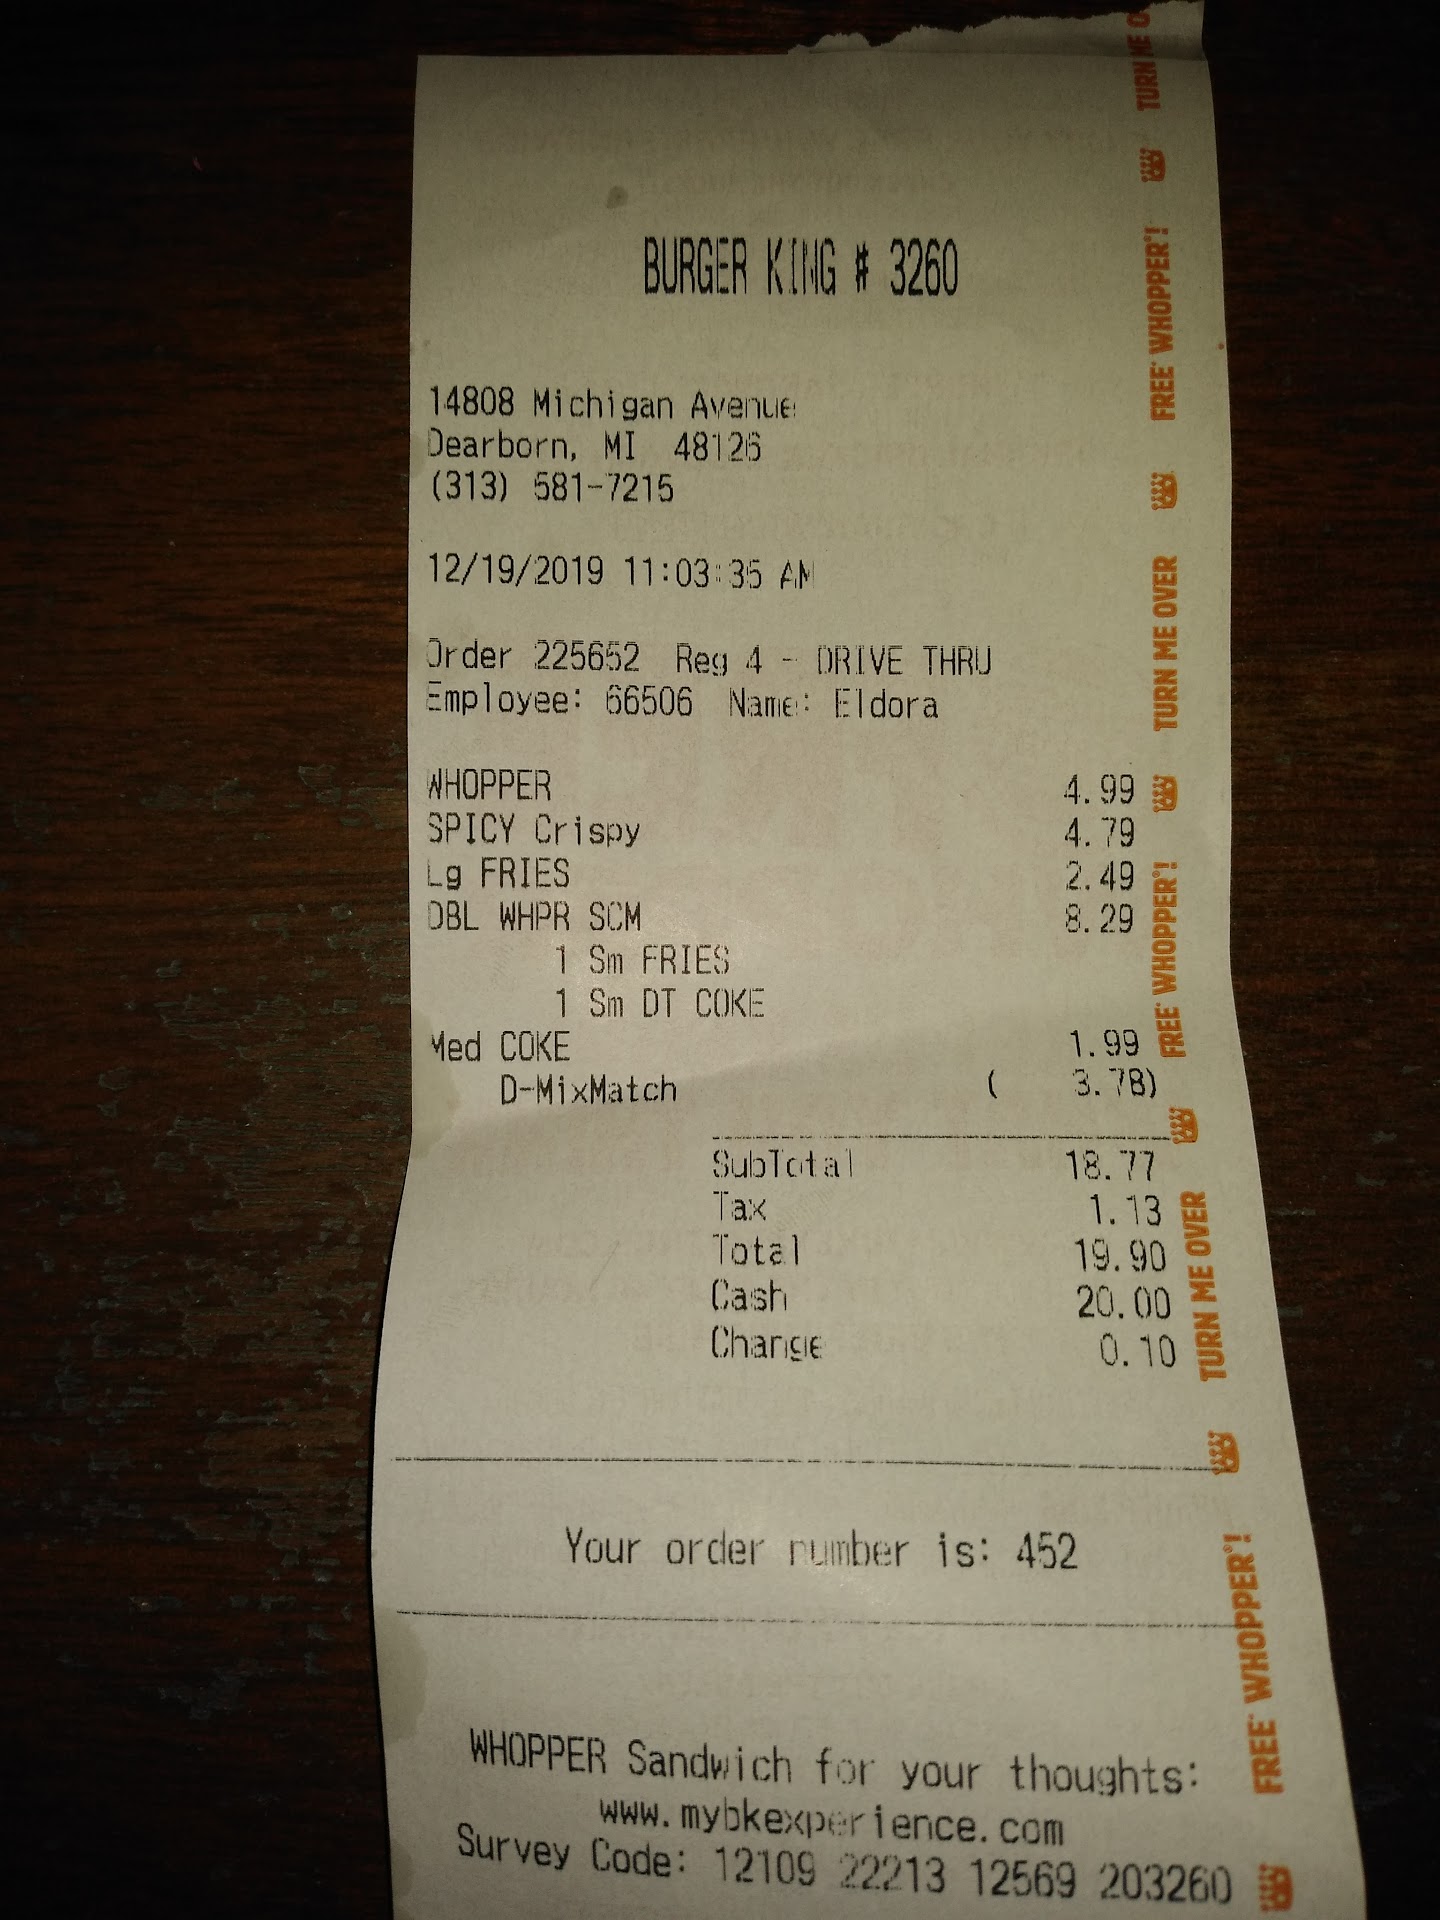 BURGER KING # 3260
14808 Michigan Avenue
Dearborn, MI 48126
(313) 581-7215
12/19/2019 11:03:35 AM
Order 225652 Reg 4 - DRIVE THRU
Employee: 66506 Name: Eldora
WHOPPER 4.99
SPICY Crispy 4.79
Lg FRIES 2.49
DBL WHPR SCM 8.29
1 Sm FRIES
1 Sm DT COKE
Med COKE 1.99
D-MixMatch ( 3.78)
SubTotal 18.77
Tax 1.13
Total 19.90
Cash 20.00
Change 0.10
Your order number is: 452
WHOPPER Sandwich for your thoughts:
www.mybkexperience.com
Survey Code: 12109 22213 12569 203260
TURN ME O
FREE WHOPPER!
TURN ME OVER
FREE WHOPPER!
TURN ME OVER
FREE WHOPPER!